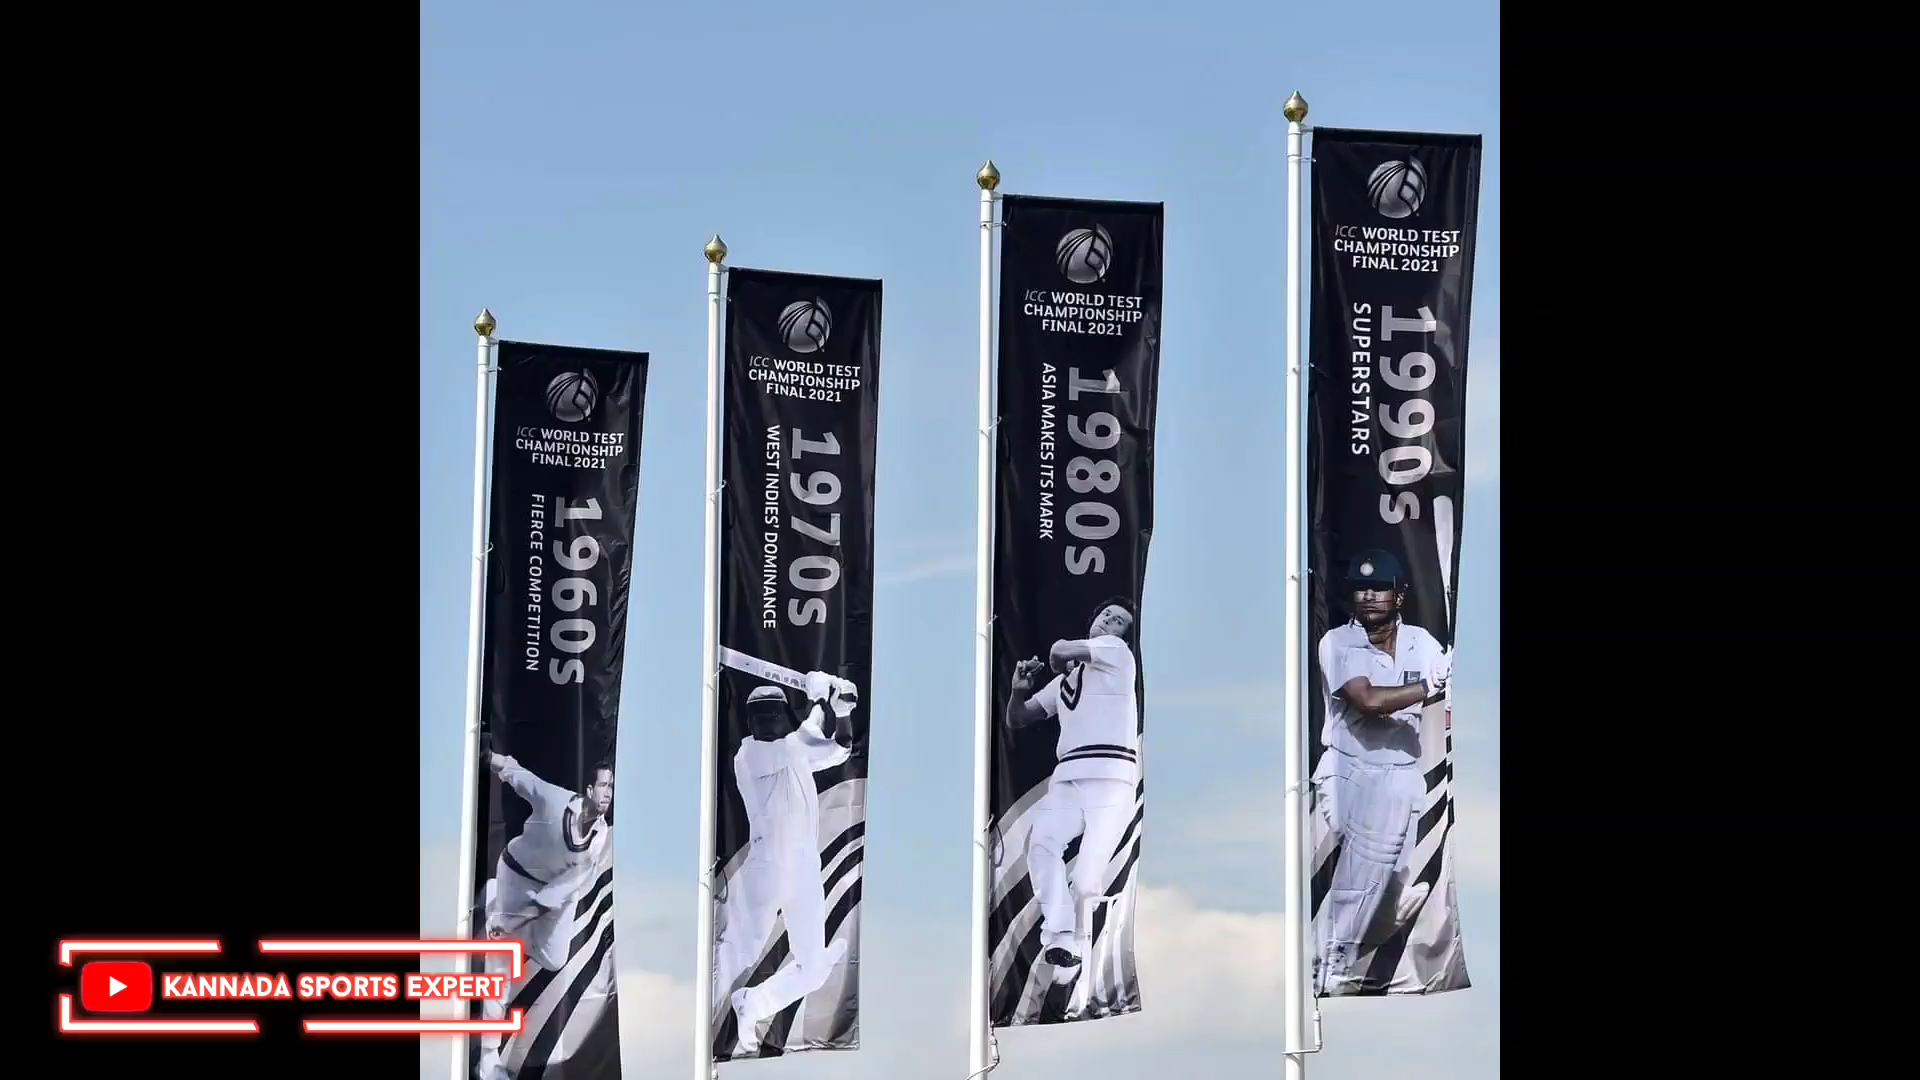 ICC WORLD TEST
CHAMPIONSHIP
FINAL 2021
1960s
FIERCE COMPETITION
ICC WORLD TEST
CHAMPIONSHIP
FINAL 2021
1970s
WEST INDIES' DOMINANCE
ICC WORLD TEST
CHAMPIONSHIP
FINAL 2021
1980s
ASIA MAKES ITS MARK
ICC WORLD TEST
CHAMPIONSHIP
FINAL 2021
1990s
SUPERSTARS
KANNADA SPORTS EXPERT